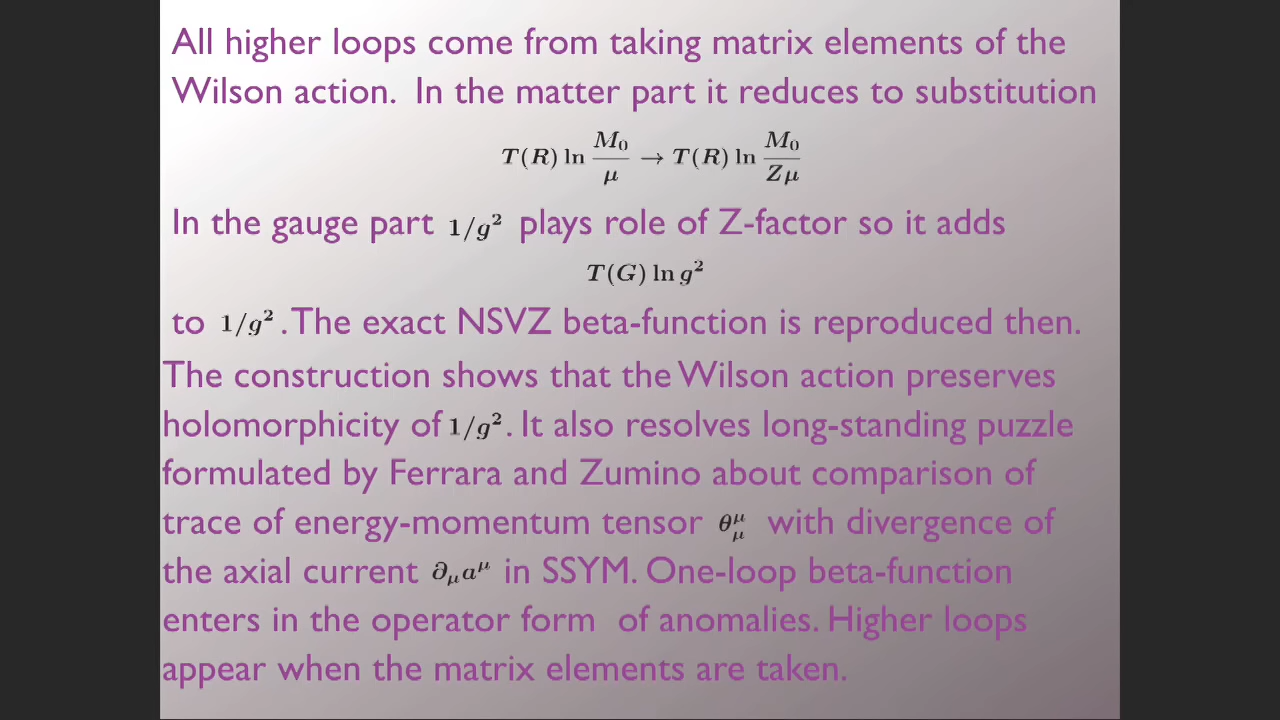 All higher loops come from taking matrix elements of the
Wilson action. In the matter part it reduces to substitution
T(R) ln M₀/μ → T(R) ln M₀/Zμ
In the gauge part 1/g² plays role of Z-factor so it adds
T(G) ln g²
to 1/g². The exact NSVZ beta-function is reproduced then.
The construction shows that the Wilson action preserves
holomorphicity of 1/g². It also resolves long-standing puzzle
formulated by Ferrara and Zumino about comparison of
trace of energy-momentum tensor θ^μ_μ with divergence of
the axial current ∂_μa^μ in SSYM. One-loop beta-function
enters in the operator form of anomalies. Higher loops
appear when the matrix elements are taken.